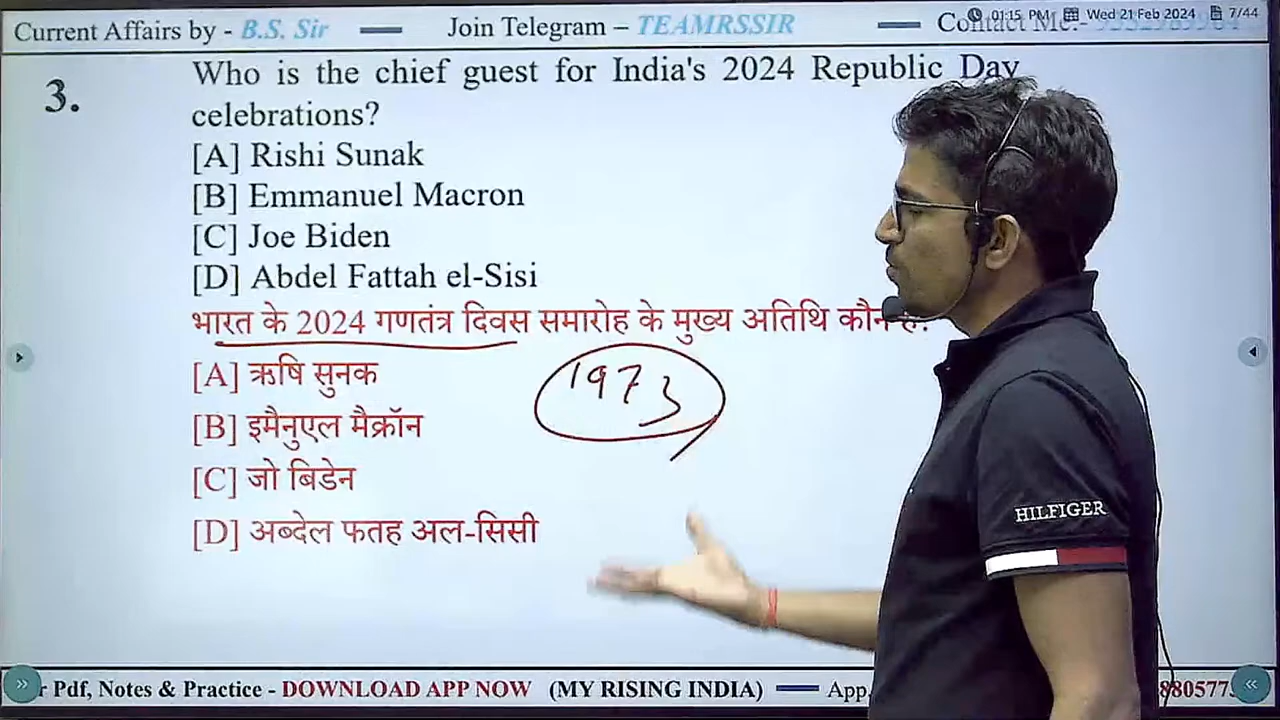 Current Affairs by - B.S. Sir
Join Telegram – TEAMRSSIR
01:15 PM Wed 21 Feb 2024 7/44
Contact Me:-
3.
Who is the chief guest for India's 2024 Republic Day
celebrations?
[A] Rishi Sunak
[B] Emmanuel Macron
[C] Joe Biden
[D] Abdel Fattah el-Sisi
भारत के 2024 गणतंत्र दिवस समारोह के मुख्य अतिथि कौन
[A] ऋषि सुनक
1973
[B] इमैनुएल मैक्रॉन
[C] जो बिडेन
[D] अब्देल फतह अल-सिसी
HILFIGER
r Pdf, Notes & Practice - DOWNLOAD APP NOW (MY RISING INDIA) App